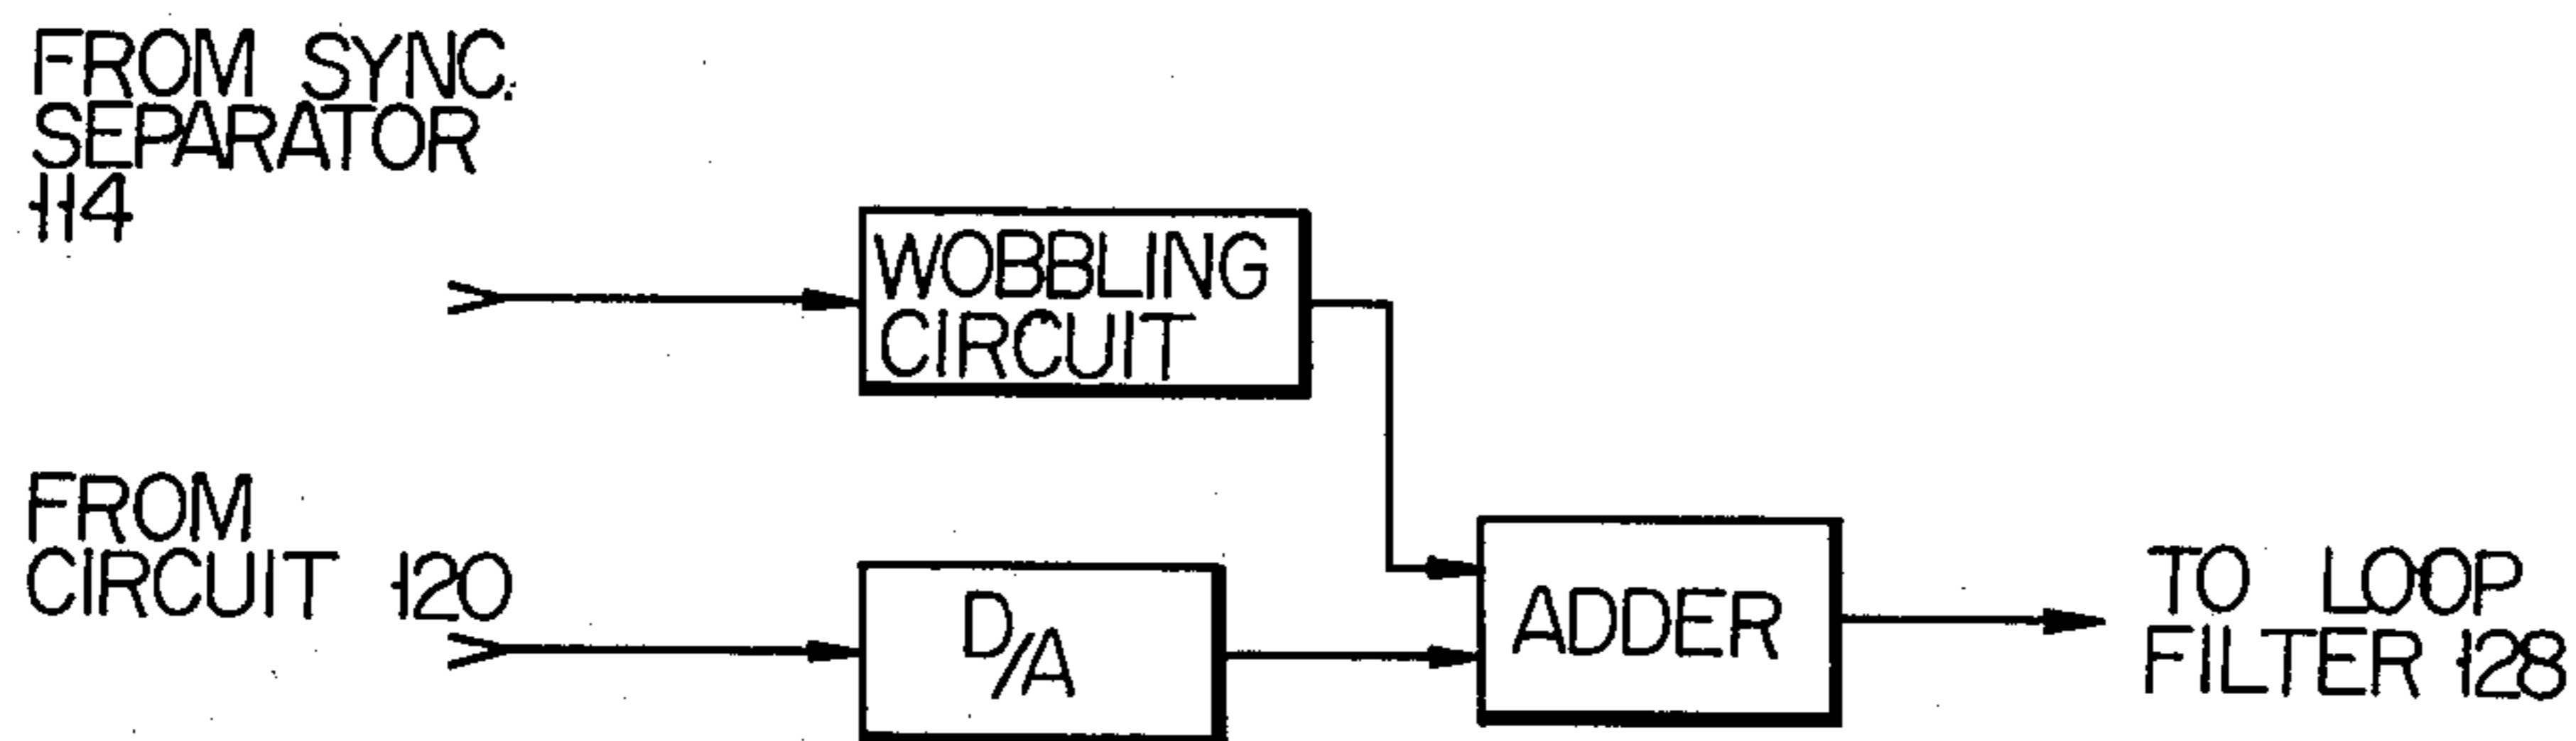 FROM SYNC.
SEPARATOR
114
WOBBLING
CIRCUIT
FROM
CIRCUIT 120
D/A
ADDER
TO LOOP
FILTER 128